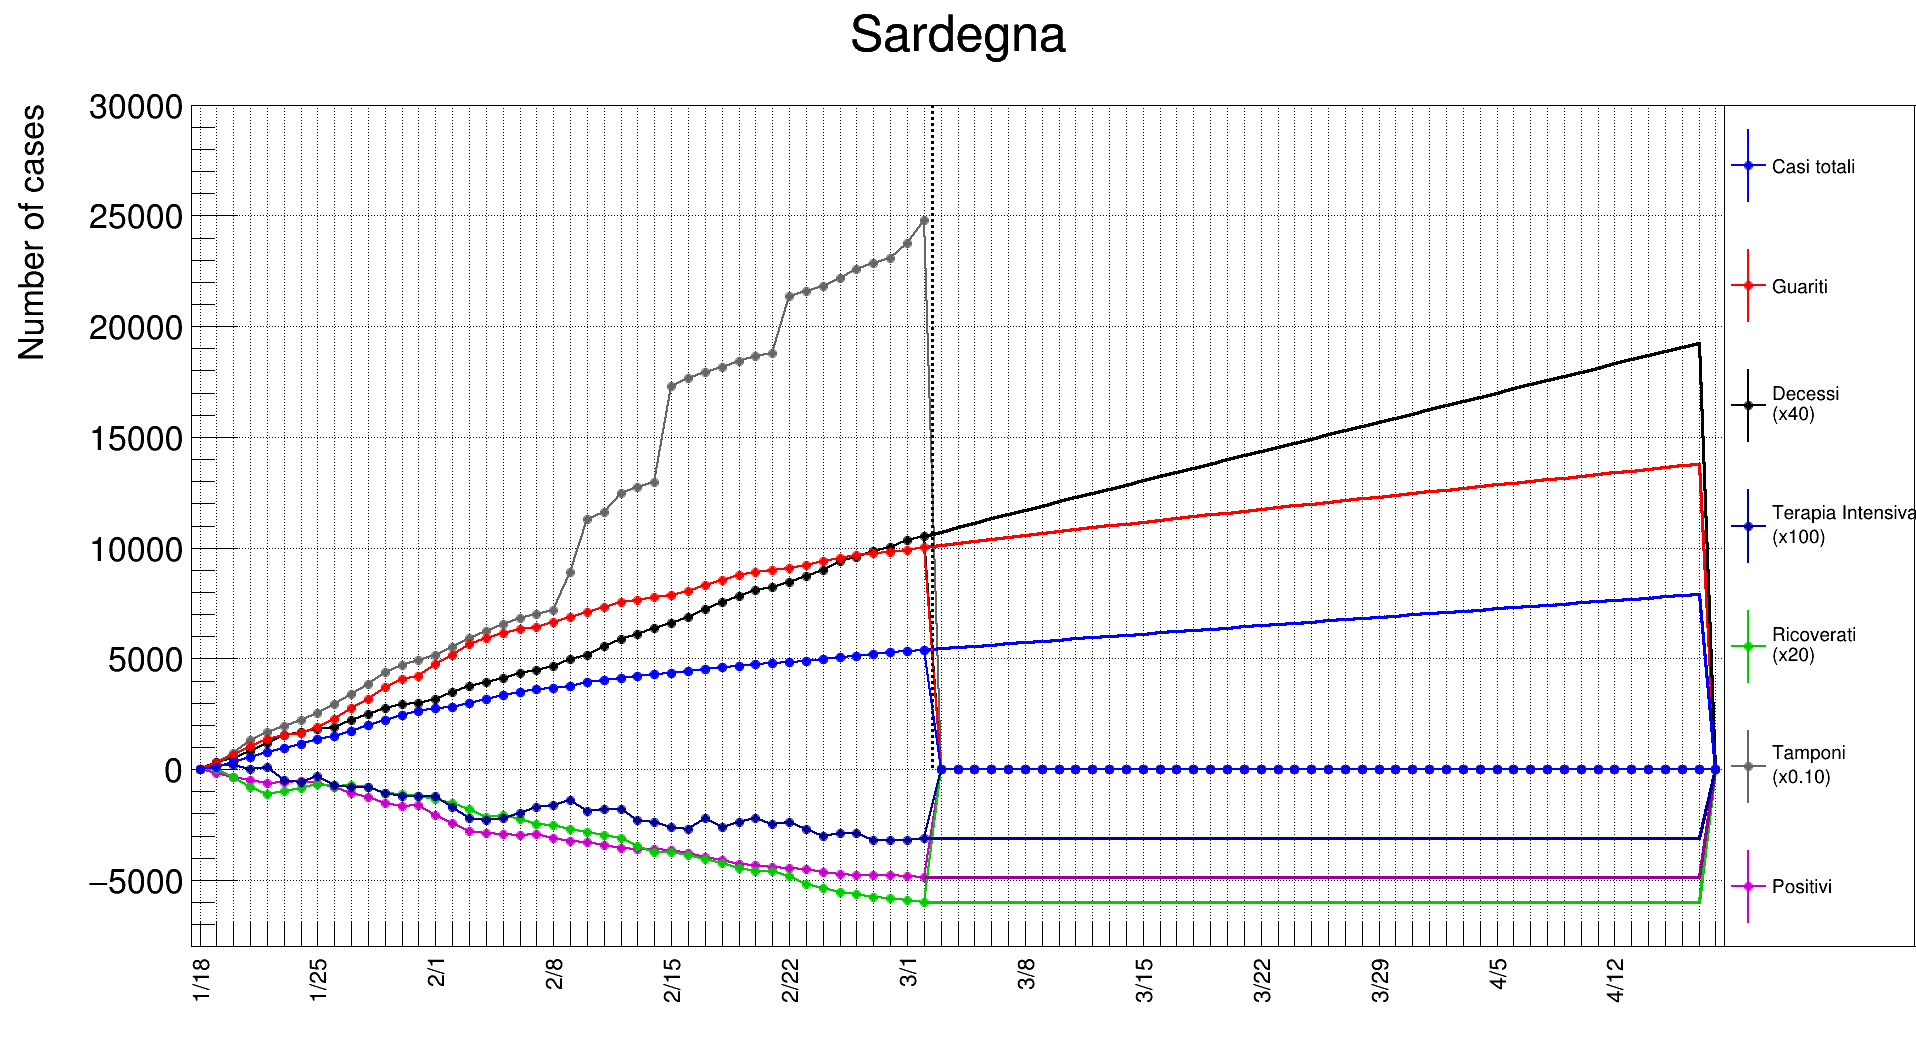 Sardegna
Number of cases
30000
25000
20000
15000
10000
5000
0
−5000
1/18
1/25
2/1
2/8
2/15
2/22
3/1
3/8
3/15
3/22
3/29
4/5
4/12
Casi totali
Guariti
Decessi
(x40)
Terapia Intensiva
(x100)
Ricoverati
(x20)
Tamponi
(x0.10)
Positivi